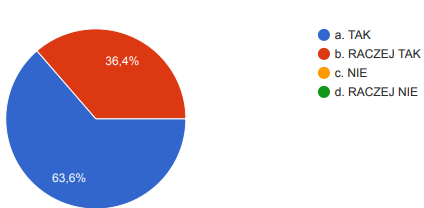 36,4%
63,6%
a. TAK
b. RACZEJ TAK
c. NIE
d. RACZEJ NIE